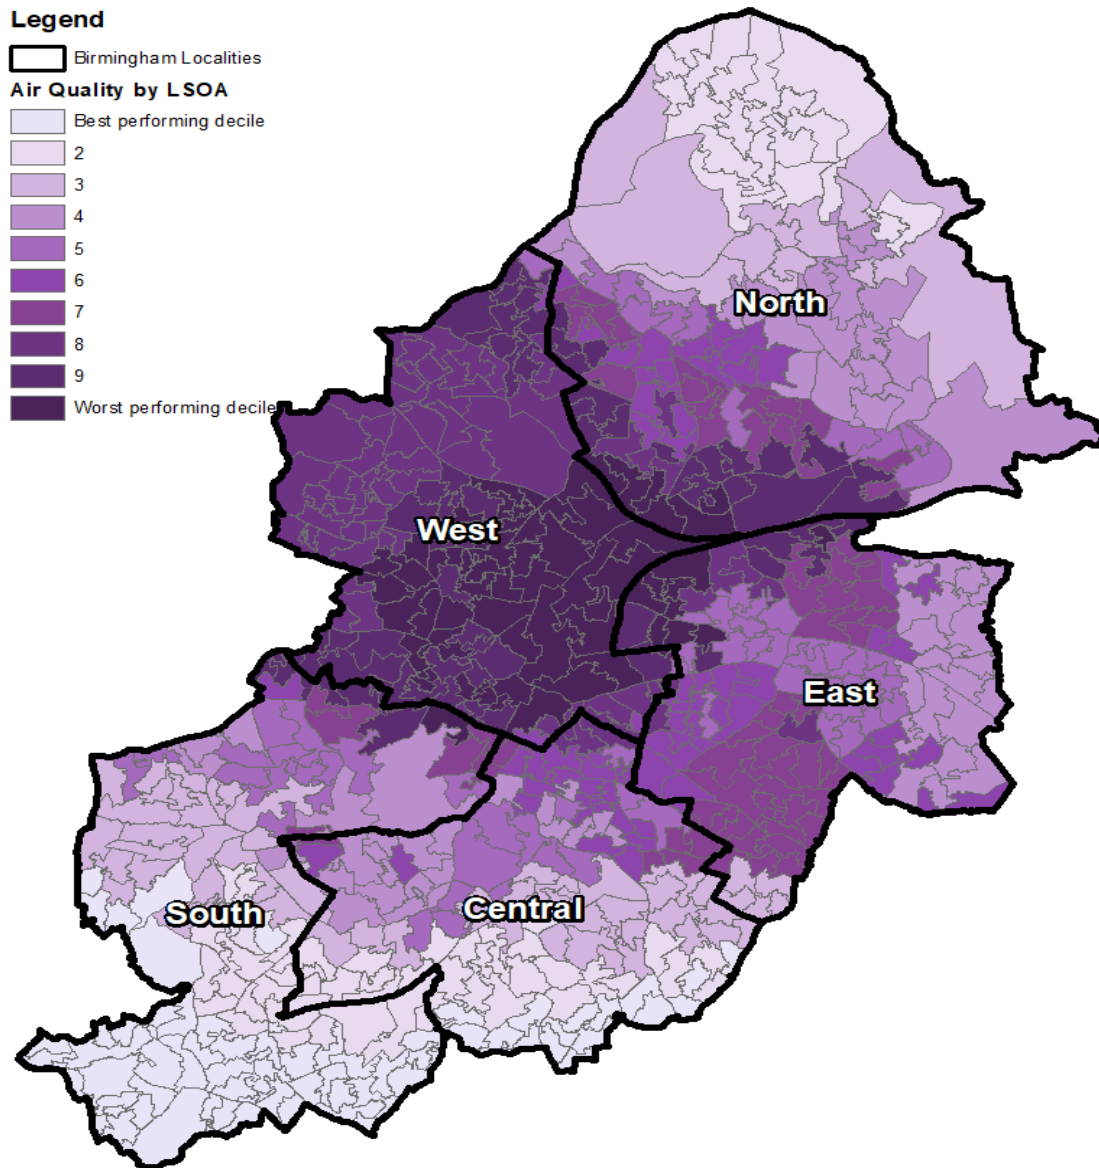 Legend
Birmingham Localities
Air Quality by LSOA
Best performing decile
2
3
4
5
6
7
8
9
Worst performing decile
North
West
East
South
Central